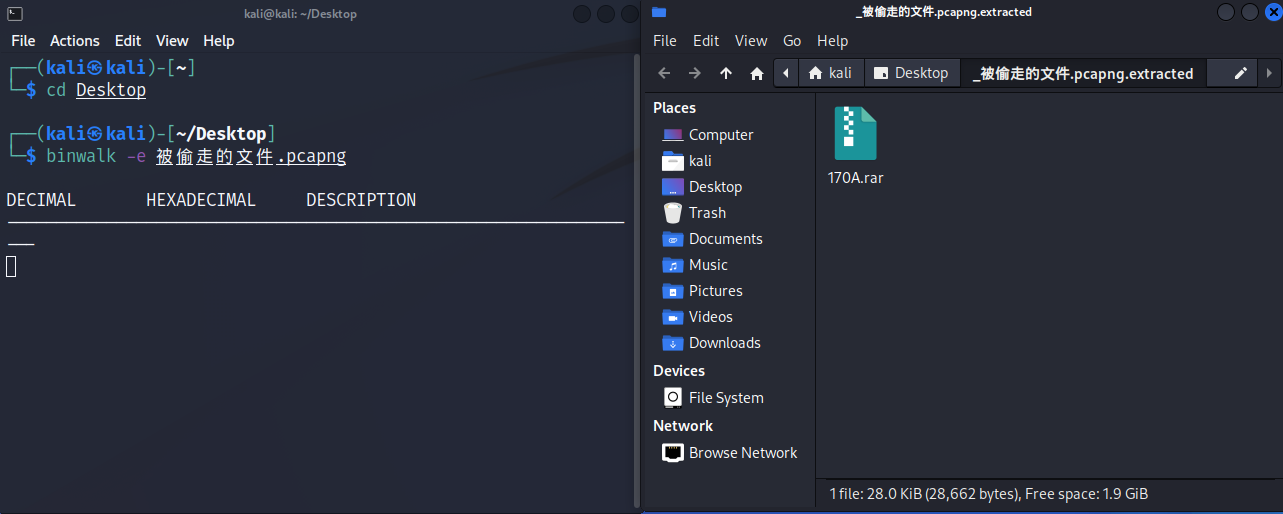 kali@kali: ~/Desktop
File Actions Edit View Help
┌──(kali㉿kali)-[~]
└─$ cd Desktop
┌──(kali㉿kali)-[~/Desktop]
└─$ binwalk -e 被偷走的文件.pcapng
DECIMAL HEXADECIMAL DESCRIPTION
_被偷走的文件.pcapng.extracted
File Edit View Go Help
kali Desktop _被偷走的文件.pcapng.extracted
Places
Computer
kali
Desktop
Trash
Documents
Music
Pictures
Videos
Downloads
Devices
File System
Network
Browse Network
170A.rar
1 file: 28.0 KiB (28,662 bytes), Free space: 1.9 GiB